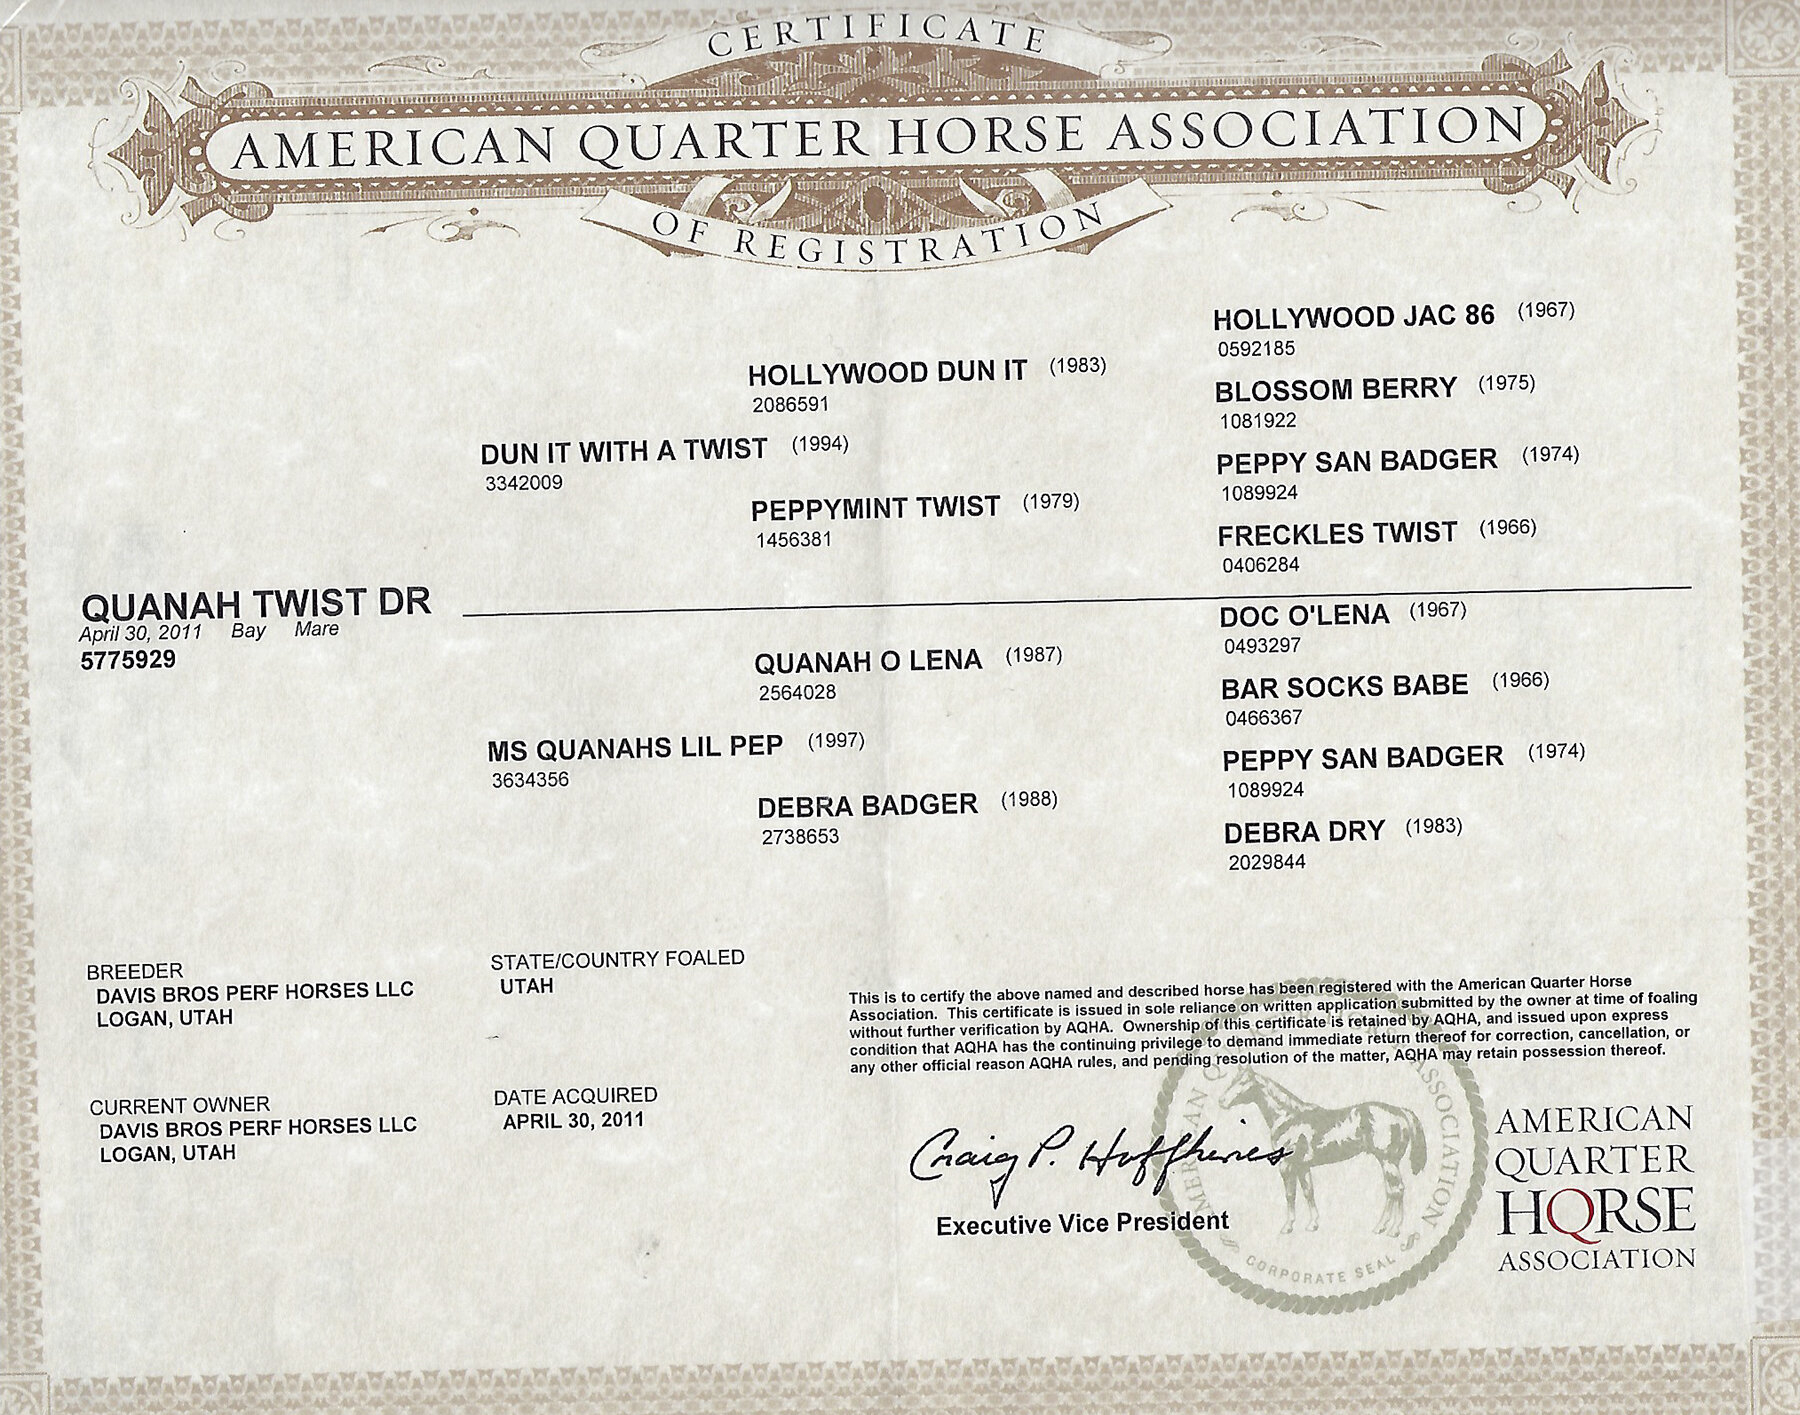 CERTIFICATE
AMERICAN QUARTER HORSE ASSOCIATION
OF REGISTRATION
HOLLYWOOD JAC 86 (1967)
0592185
HOLLYWOOD DUN IT (1983)
2086591
BLOSSOM BERRY (1975)
1081922
DUN IT WITH A TWIST (1994)
3342009
PEPPY SAN BADGER (1974)
1089924
PEPPYMINT TWIST (1979)
1456381
FRECKLES TWIST (1966)
0406284
QUANAH TWIST DR
April 30, 2011 Bay Mare
5775929
DOC O'LENA (1967)
0493297
QUANAH O LENA (1987)
2564028
BAR SOCKS BABE (1966)
0466367
MS QUANAHS LIL PEP (1997)
3634356
PEPPY SAN BADGER (1974)
1089924
DEBRA BADGER (1988)
2738653
DEBRA DRY (1983)
2029844
BREEDER
DAVIS BROS PERF HORSES LLC
LOGAN, UTAH
STATE/COUNTRY FOALED
UTAH
CURRENT OWNER
DAVIS BROS PERF HORSES LLC
LOGAN, UTAH
DATE ACQUIRED
APRIL 30, 2011
This is to certify the above named and described horse has been registered with the American Quarter Horse
Association. This certificate is issued in sole reliance on written application submitted by the owner at time of foaling
without further verification by AQHA. Ownership of this certificate is retained by AQHA, and issued upon express
condition that AQHA has the continuing privilege to demand immediate return thereof for correction, cancellation, or
any other official reason AQHA rules, and pending resolution of the matter, AQHA may retain possession thereof.
Craig P. Huffhines
Executive Vice President
AMERICAN QUARTER HORSE ASSOCIATION
CORPORATE SEAL
AMERICAN
QUARTER
HORSE
ASSOCIATION